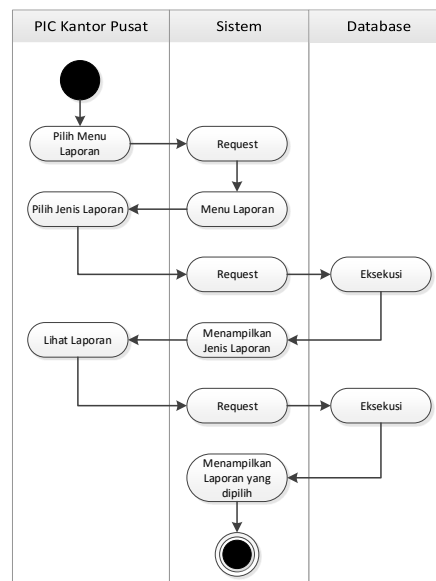 PIC Kantor Pusat
Sistem
Database
Pilih Menu
Laporan
Request
Pilih Jenis Laporan
Menu Laporan
Request
Eksekusi
Lihat Laporan
Menampilkan
Jenis Laporan
Request
Eksekusi
Menampilkan
Laporan yang
dipilih